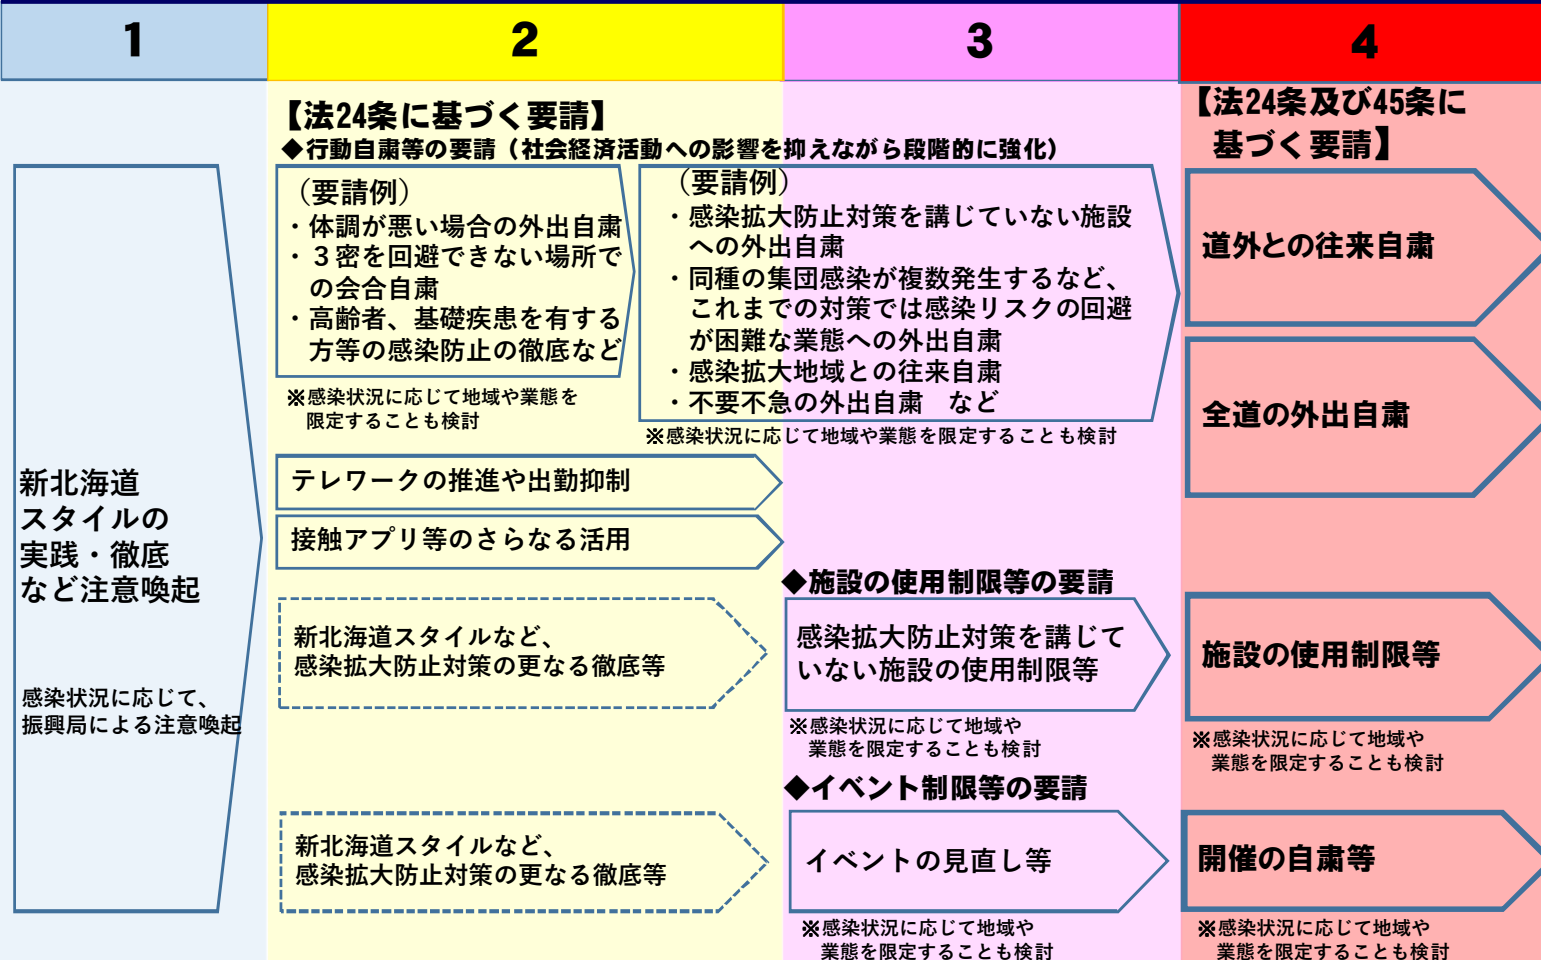 1
2
3
4
新北海道
スタイルの
実践・徹底
など注意喚起
感染状況に応じて、
振興局による注意喚起
【法24条に基づく要請】
◆行動自粛等の要請（社会経済活動への影響を抑えながら段階的に強化）
（要請例）
・体調が悪い場合の外出自粛
・３密を回避できない場所で
の会合自粛
・高齢者、基礎疾患を有する
方等の感染防止の徹底など
※感染状況に応じて地域や業態を
限定することも検討
（要請例）
・感染拡大防止対策を講じていない施設
への外出自粛
・同種の集団感染が複数発生するなど、
これまでの対策では感染リスクの回避
が困難な業態への外出自粛
・感染拡大地域との往来自粛
・不要不急の外出自粛　など
※感染状況に応じて地域や業態を限定することも検討
テレワークの推進や出勤抑制
接触アプリ等のさらなる活用
新北海道スタイルなど、
感染拡大防止対策の更なる徹底等
◆施設の使用制限等の要請
感染拡大防止対策を講じて
いない施設の使用制限等
※感染状況に応じて地域や
業態を限定することも検討
新北海道スタイルなど、
感染拡大防止対策の更なる徹底等
◆イベント制限等の要請
イベントの見直し等
※感染状況に応じて地域や
業態を限定することも検討
【法24条及び45条に
基づく要請】
道外との往来自粛
全道の外出自粛
施設の使用制限等
※感染状況に応じて地域や
業態を限定することも検討
開催の自粛等
※感染状況に応じて地域や
業態を限定することも検討